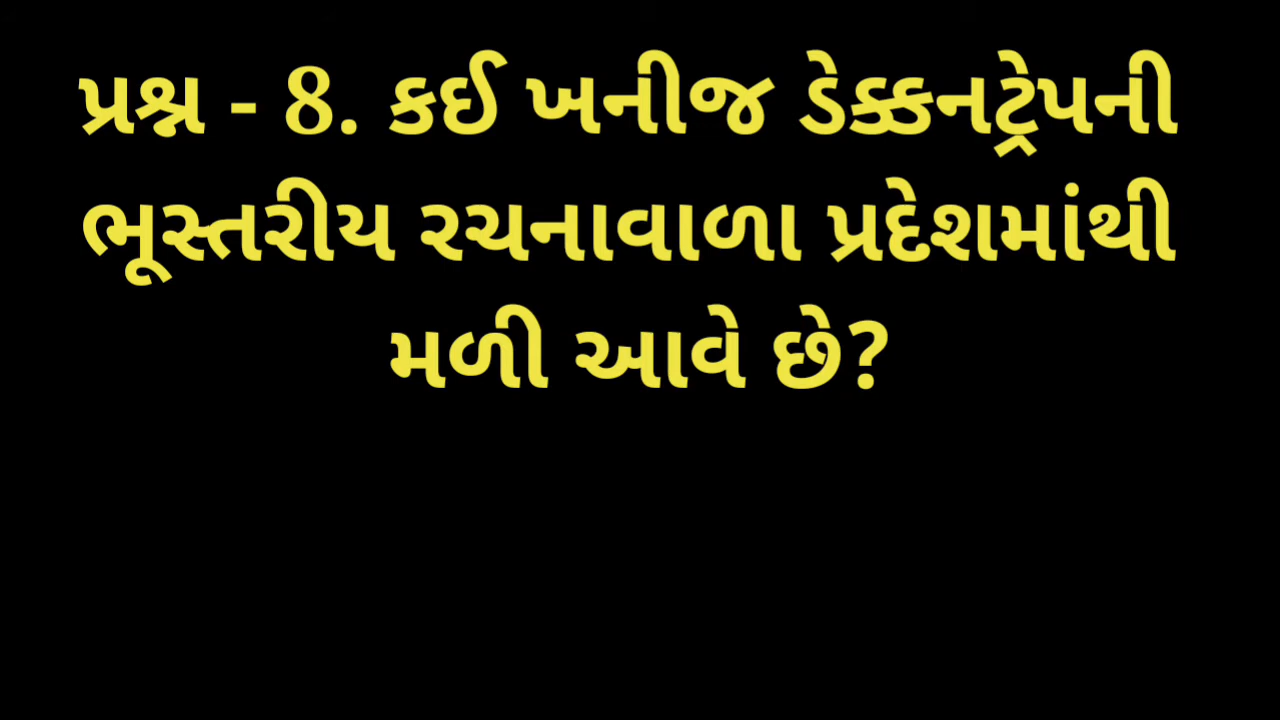 પ્રશ્ન - 8. કઈ ખનીજ ડેક્કનટ્રેપની
ભૂસ્તરીય રચનાવાળા પ્રદેશમાંથી
મળી આવે છે?